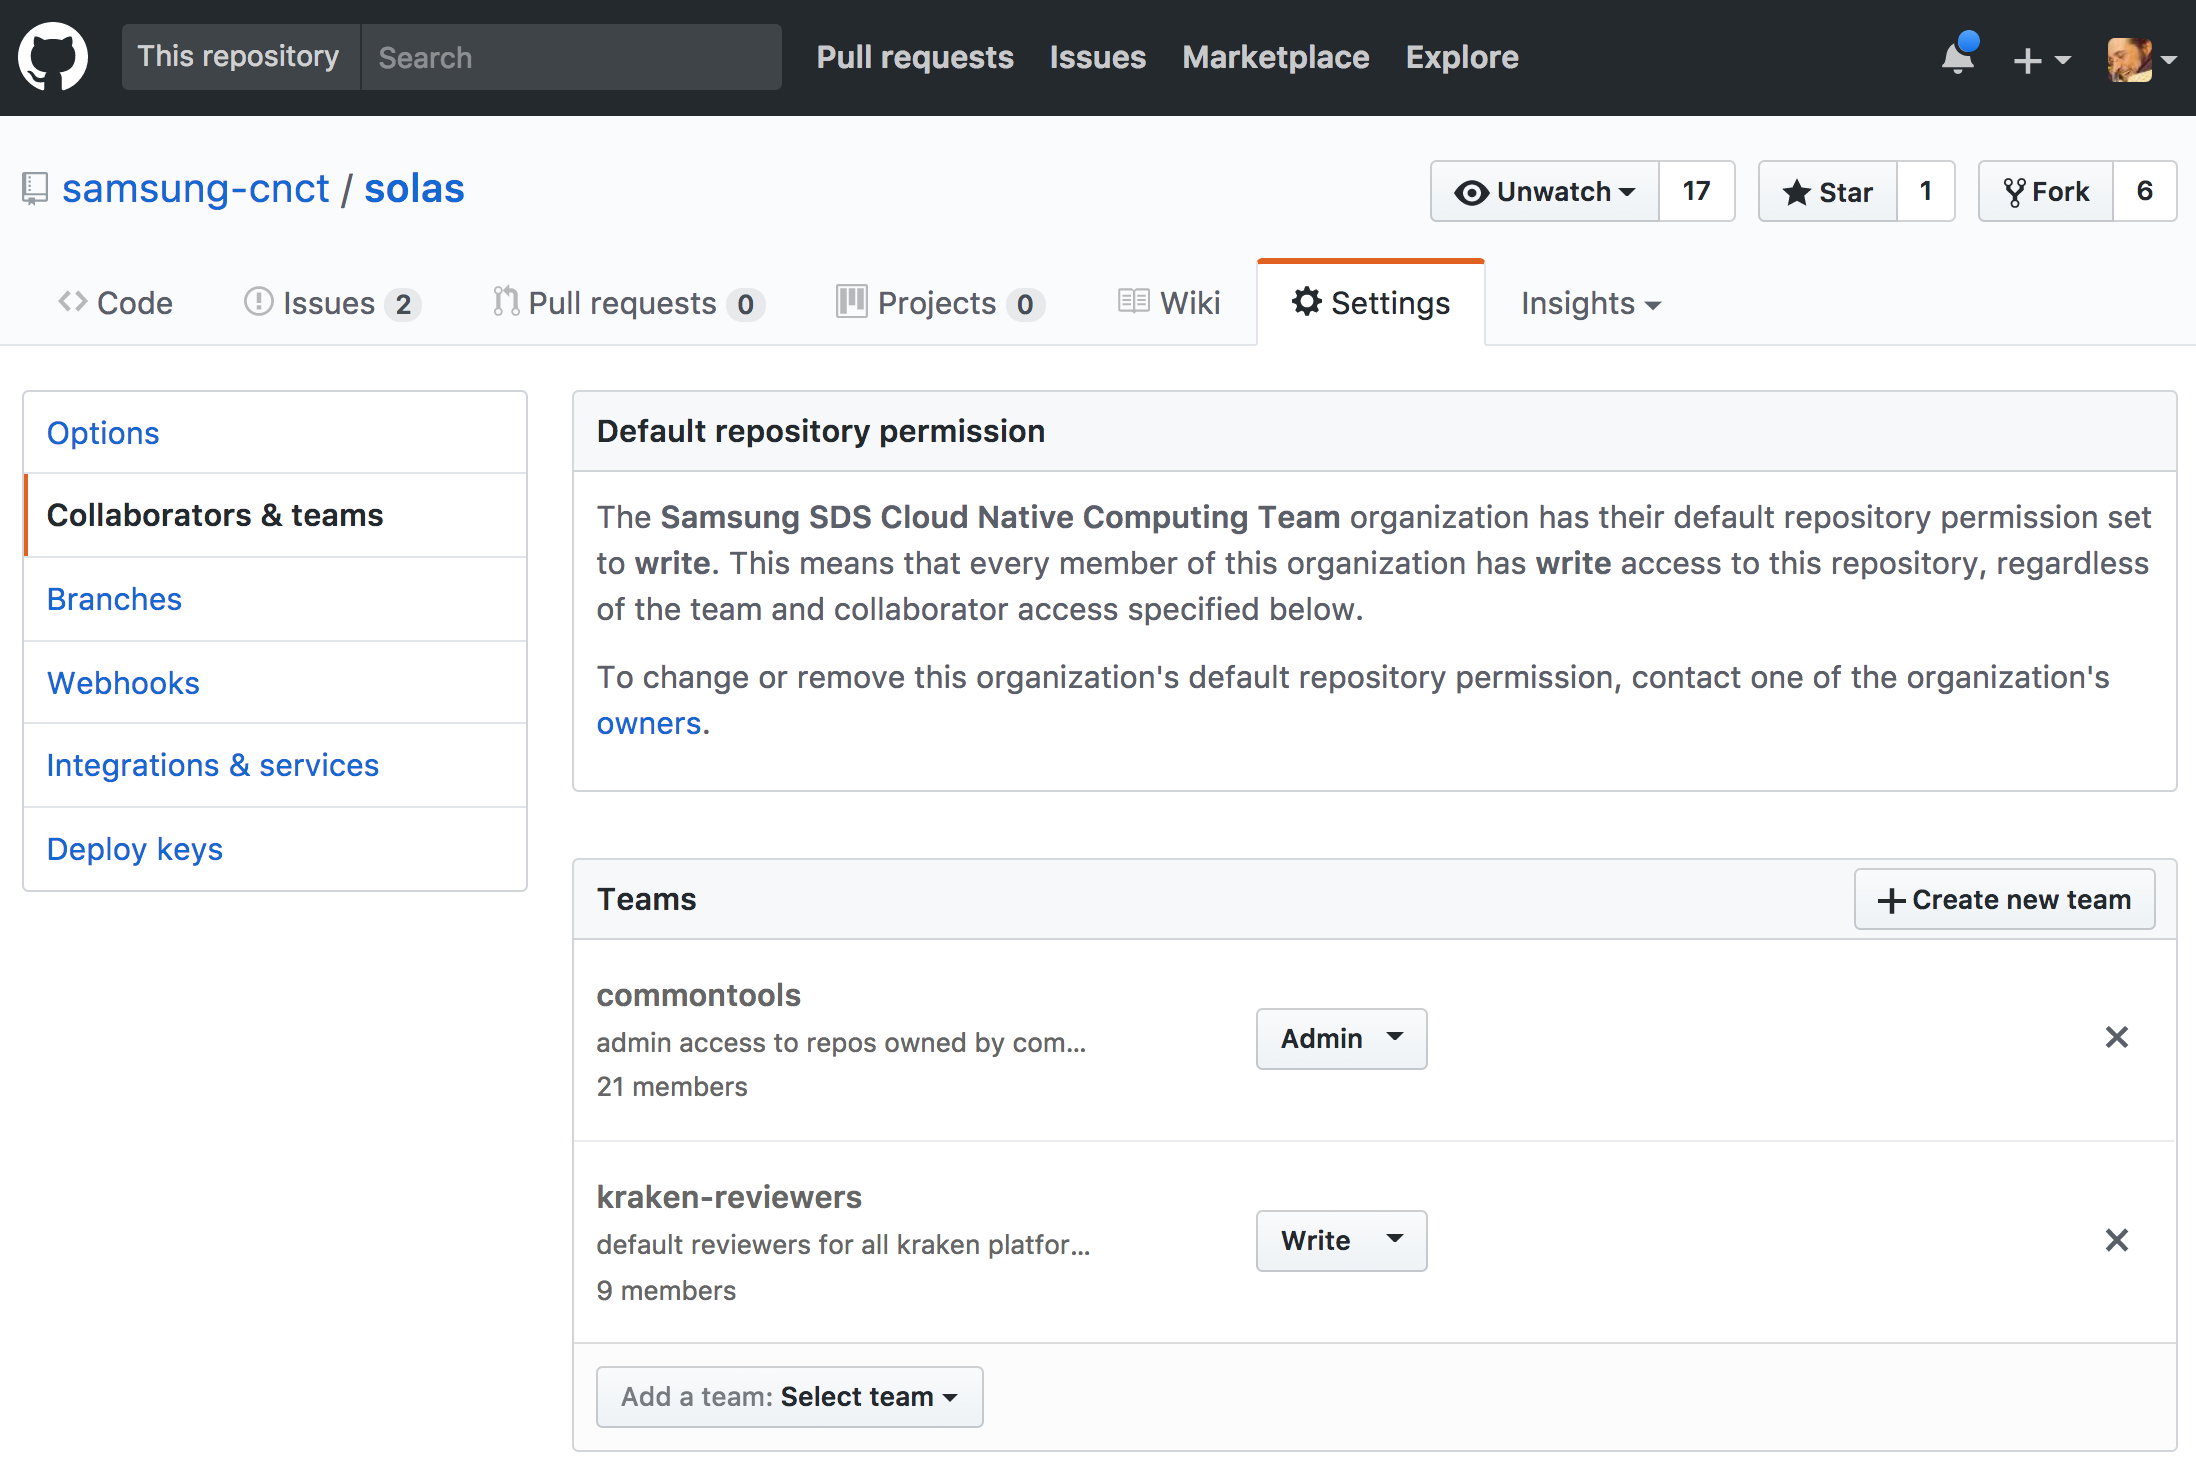 This repository Search Pull requests Issues Marketplace Explore
samsung-cnct / solas Unwatch 17 Star 1 Fork 6
Code Issues 2 Pull requests 0 Projects 0 Wiki Settings Insights
Options
Collaborators & teams
Branches
Webhooks
Integrations & services
Deploy keys
Default repository permission
The Samsung SDS Cloud Native Computing Team organization has their default repository permission set
to write. This means that every member of this organization has write access to this repository, regardless
of the team and collaborator access specified below.
To change or remove this organization's default repository permission, contact one of the organization's
owners.
Teams Create new team
commontools
admin access to repos owned by com...
21 members
Admin
kraken-reviewers
default reviewers for all kraken platfor...
9 members
Write
Add a team: Select team